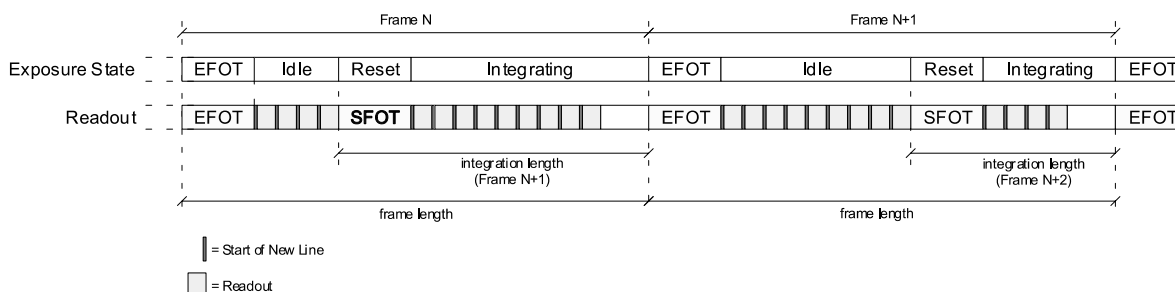 Frame N Frame N+1
Exposure State EFOT Idle Reset Integrating EFOT Idle Reset Integrating EFOT
Readout EFOT SFOT EFOT SFOT EFOT
integration length integration length
(Frame N+1) (Frame N+2)
frame length frame length
= Start of New Line
= Readout